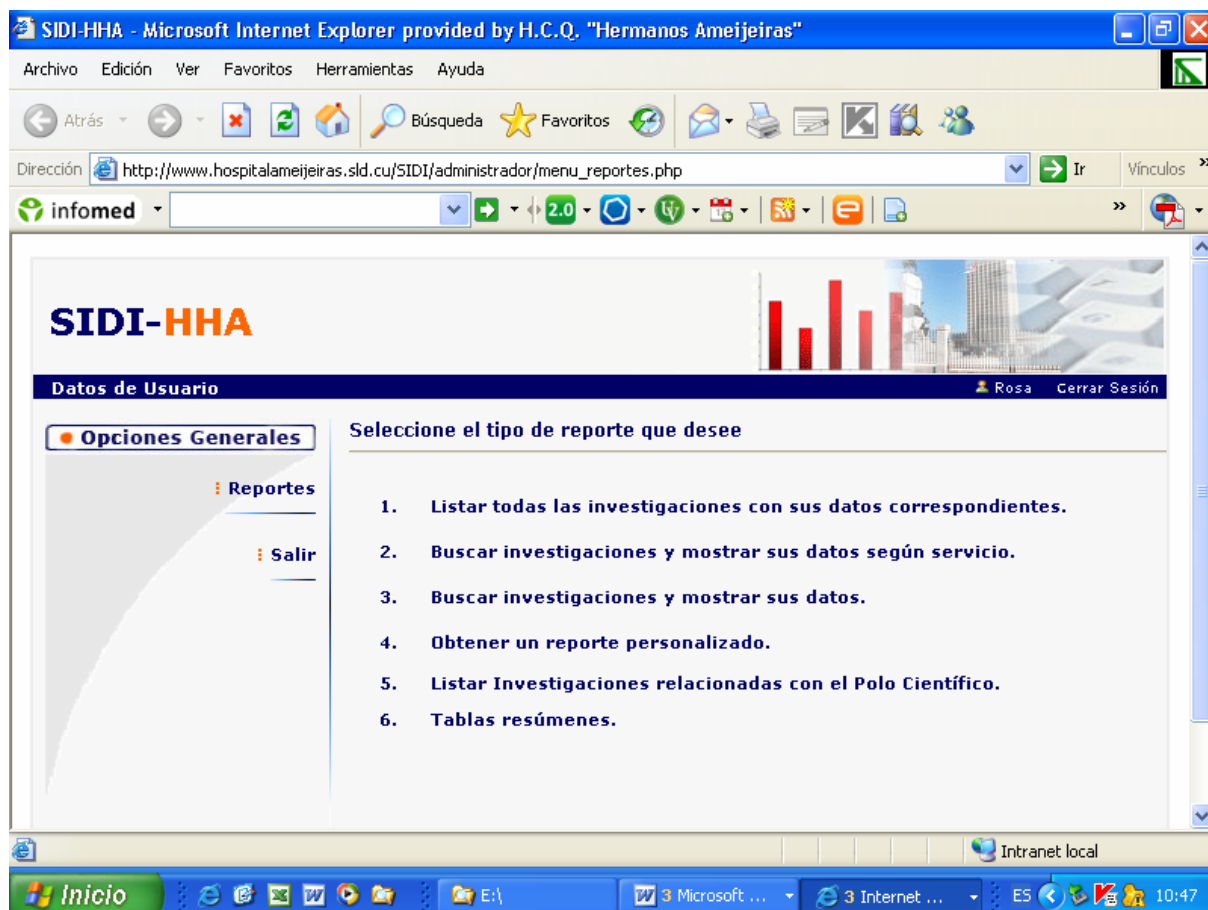 SIDI-HHA - Microsoft Internet Explorer provided by H.C.Q. "Hermanos Ameijeiras"
Archivo Edición Ver Favoritos Herramientas Ayuda
Atrás Búsqueda Favoritos
Dirección http://www.hospitalameijeiras.sld.cu/SIDI/administrador/menu_reportes.php Ir Vínculos »
infomed 2.0 »
SIDI-HHA
Datos de Usuario Rosa Cerrar Sesión
Opciones Generales
Reportes
Salir
Seleccione el tipo de reporte que desee
1. Listar todas las investigaciones con sus datos correspondientes.
2. Buscar investigaciones y mostrar sus datos según servicio.
3. Buscar investigaciones y mostrar sus datos.
4. Obtener un reporte personalizado.
5. Listar Investigaciones relacionadas con el Polo Científico.
6. Tablas resúmenes.
Intranet local
Inicio E:\ 3 Microsoft ... 3 Internet ... ES 10:47